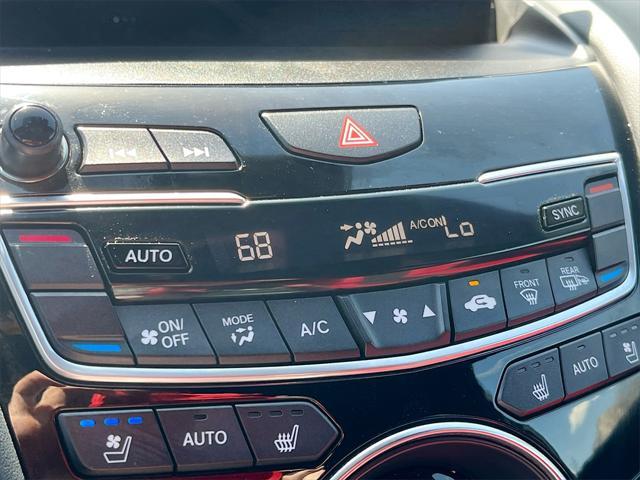 AUTO
68
A/C ON
Lo
SYNC
ON/OFF
MODE
A/C
FRONT
REAR
AUTO
AUTO